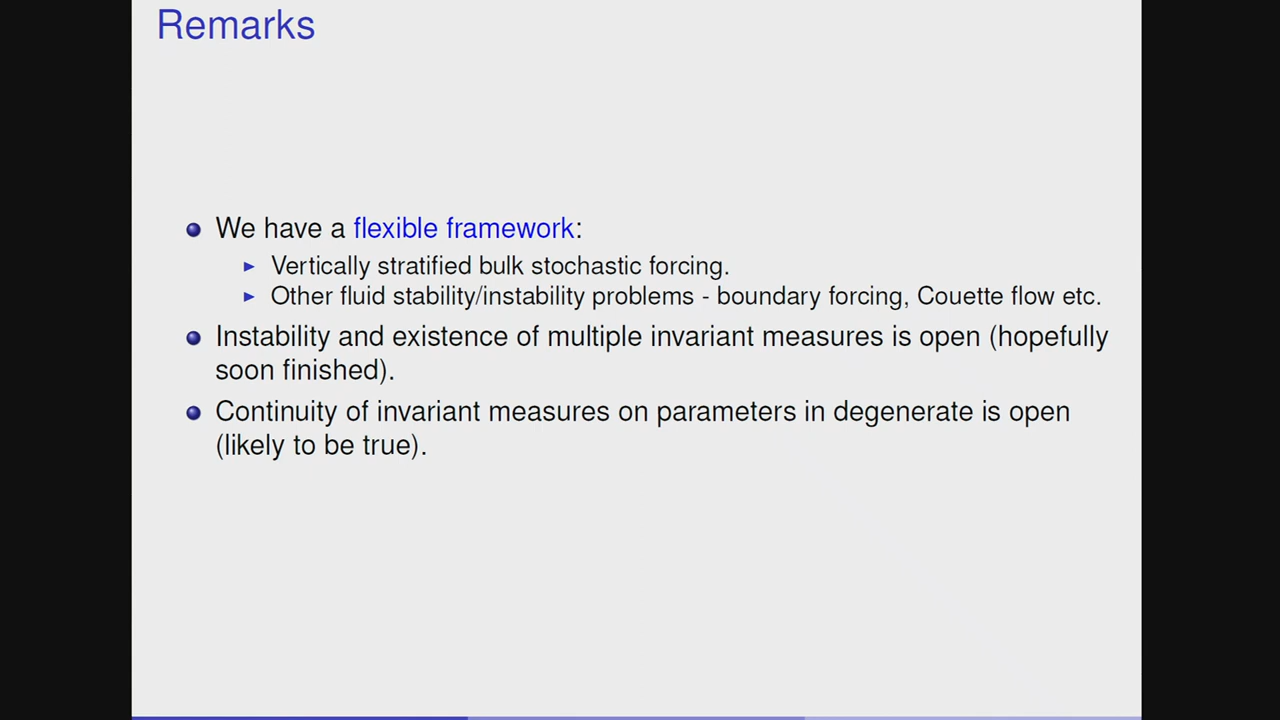 Remarks
We have a flexible framework:
Vertically stratified bulk stochastic forcing.
Other fluid stability/instability problems - boundary forcing, Couette flow etc.
Instability and existence of multiple invariant measures is open (hopefully
soon finished).
Continuity of invariant measures on parameters in degenerate is open
(likely to be true).